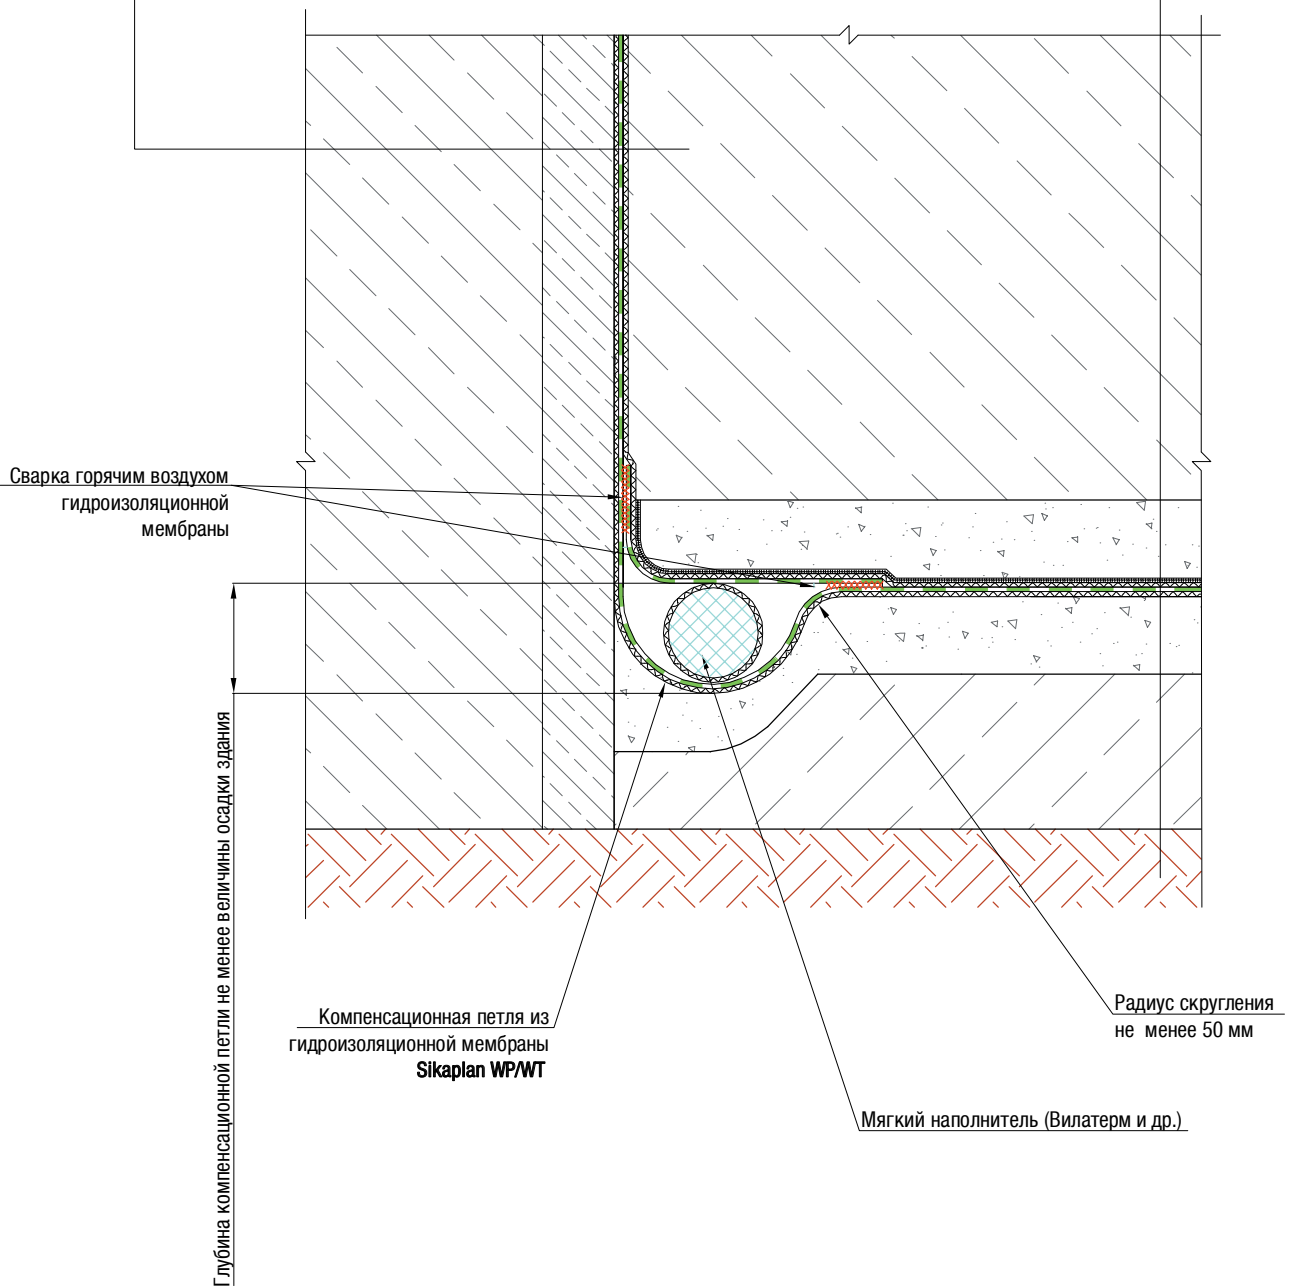 Сварка горячим воздухом
гидроизоляционной
мембраны
Глубина компенсационной петли не менее величины осадки здания
Компенсационная петля из
гидроизоляционной мембраны
Sikaplan WP/WT
Радиус скругления
не менее 50 мм
Мягкий наполнитель (Вилатерм и др.)